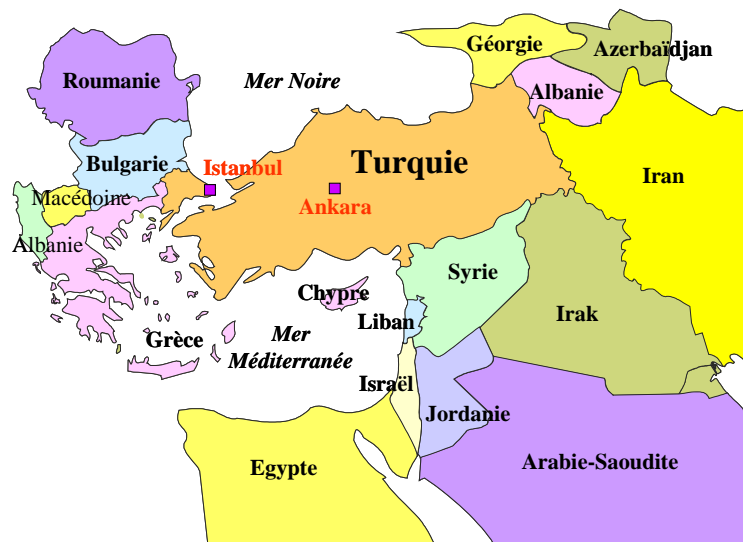 Géorgie
Azerbaïdjan
Roumanie
Mer Noire
Albanie
Bulgarie
Istanbul
Turquie
Iran
Macédoine
Ankara
Albanie
Syrie
Chypre
Irak
Liban
Grèce
Mer
Méditerranée
Israël
Jordanie
Egypte
Arabie-Saoudite